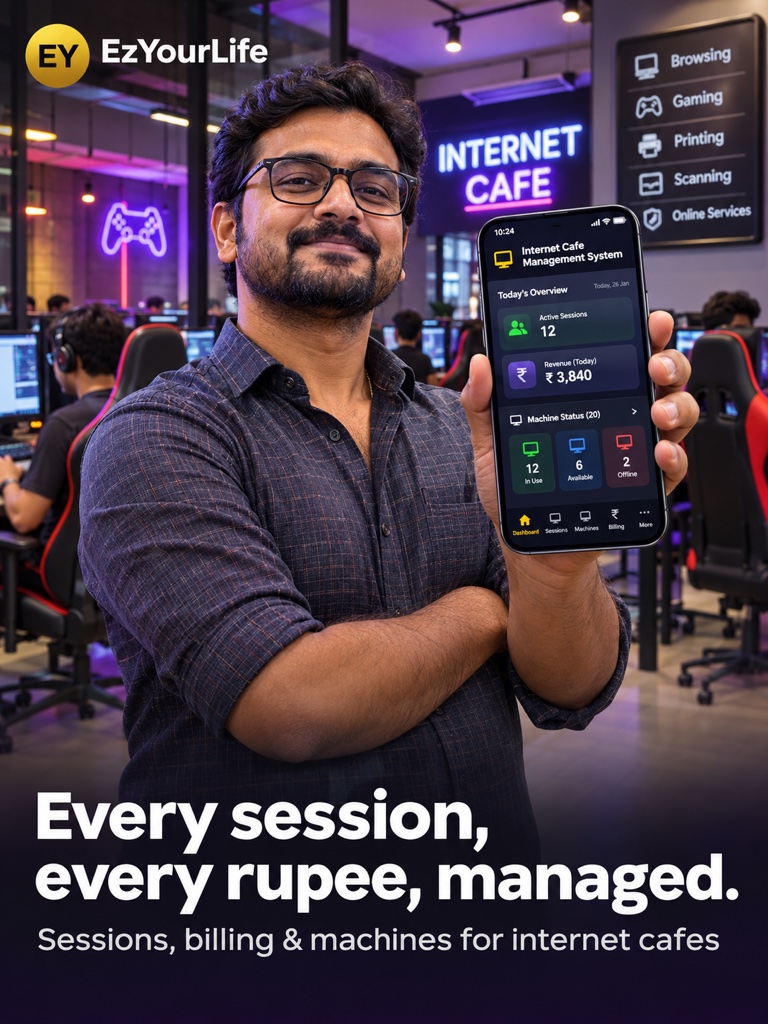 EY EzYourLife
INTERNET
CAFE
Browsing
Gaming
Printing
Scanning
Online Services
10:24
Internet Cafe
Management System
Today's Overview
Today, 26 Jan
Active Sessions
12
Revenue (Today)
₹ 3,840
Machine Status (20)
12
In Use
6
Available
2
Offline
Dashboard
Sessions
Machines
₹
Billing
More
Every session,
every rupee, managed.
Sessions, billing & machines for internet cafes